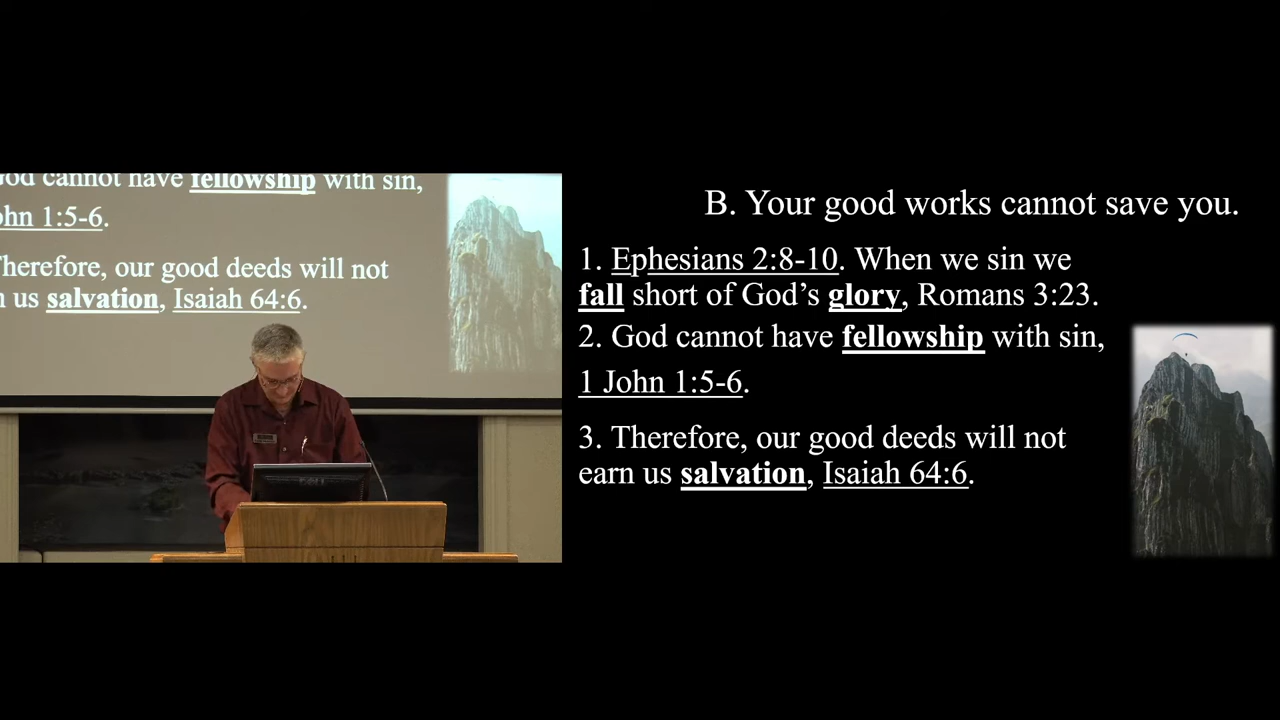 God cannot have fellowship with sin,
John 1:5-6.
Therefore, our good deeds will not
us salvation, Isaiah 64:6.
B. Your good works cannot save you.
1. Ephesians 2:8-10. When we sin we
fall short of God’s glory, Romans 3:23.
2. God cannot have fellowship with sin,
1 John 1:5-6.
3. Therefore, our good deeds will not
earn us salvation, Isaiah 64:6.